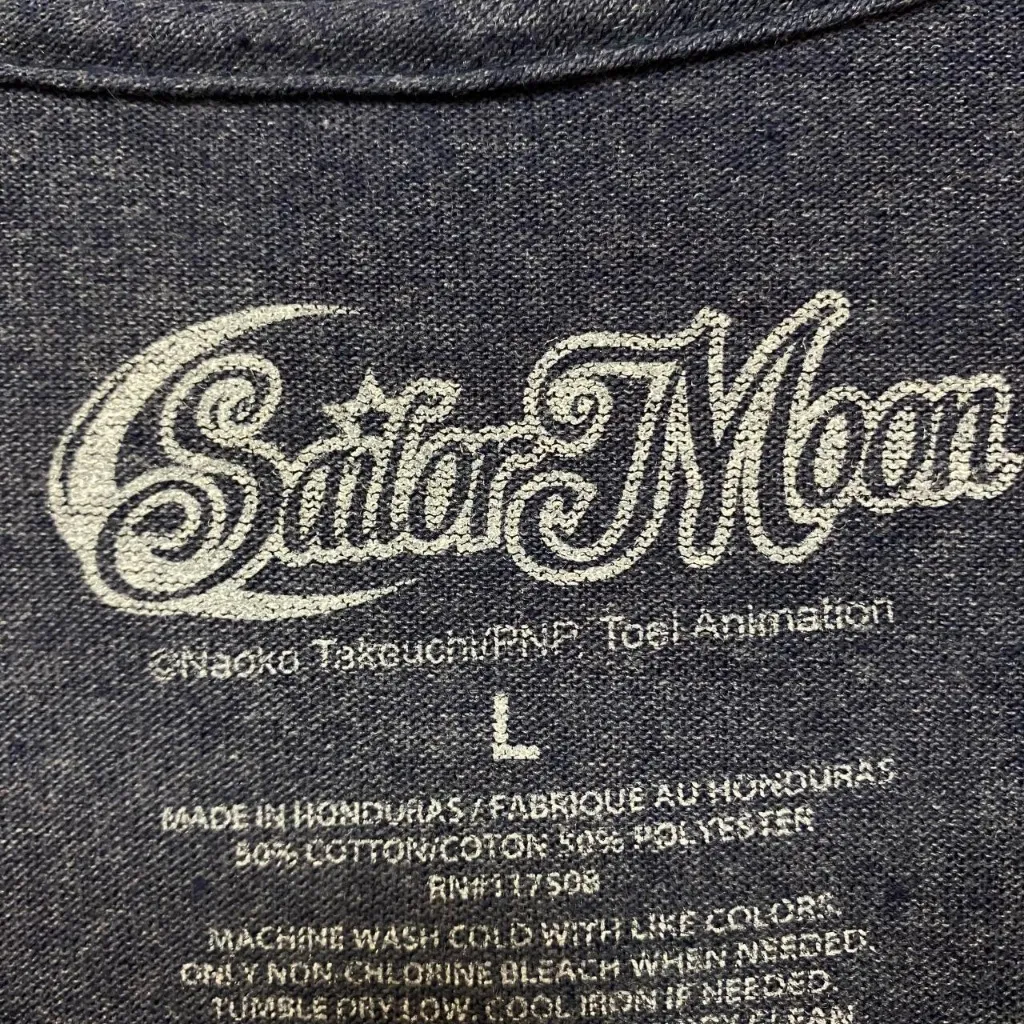 Sailor Moon
©Naoko Takeuchi/PNP, Toei Animation
L
MADE IN HONDURAS / FABRIQUE AU HONDURAS
50% COTTON/COTON 50% POLYESTER
RN#117508
MACHINE WASH COLD WITH LIKE COLORS.
ONLY NON-CHLORINE BLEACH WHEN NEEDED.
TUMBLE DRY LOW. COOL IRON IF NEEDED.
DRY CLEAN